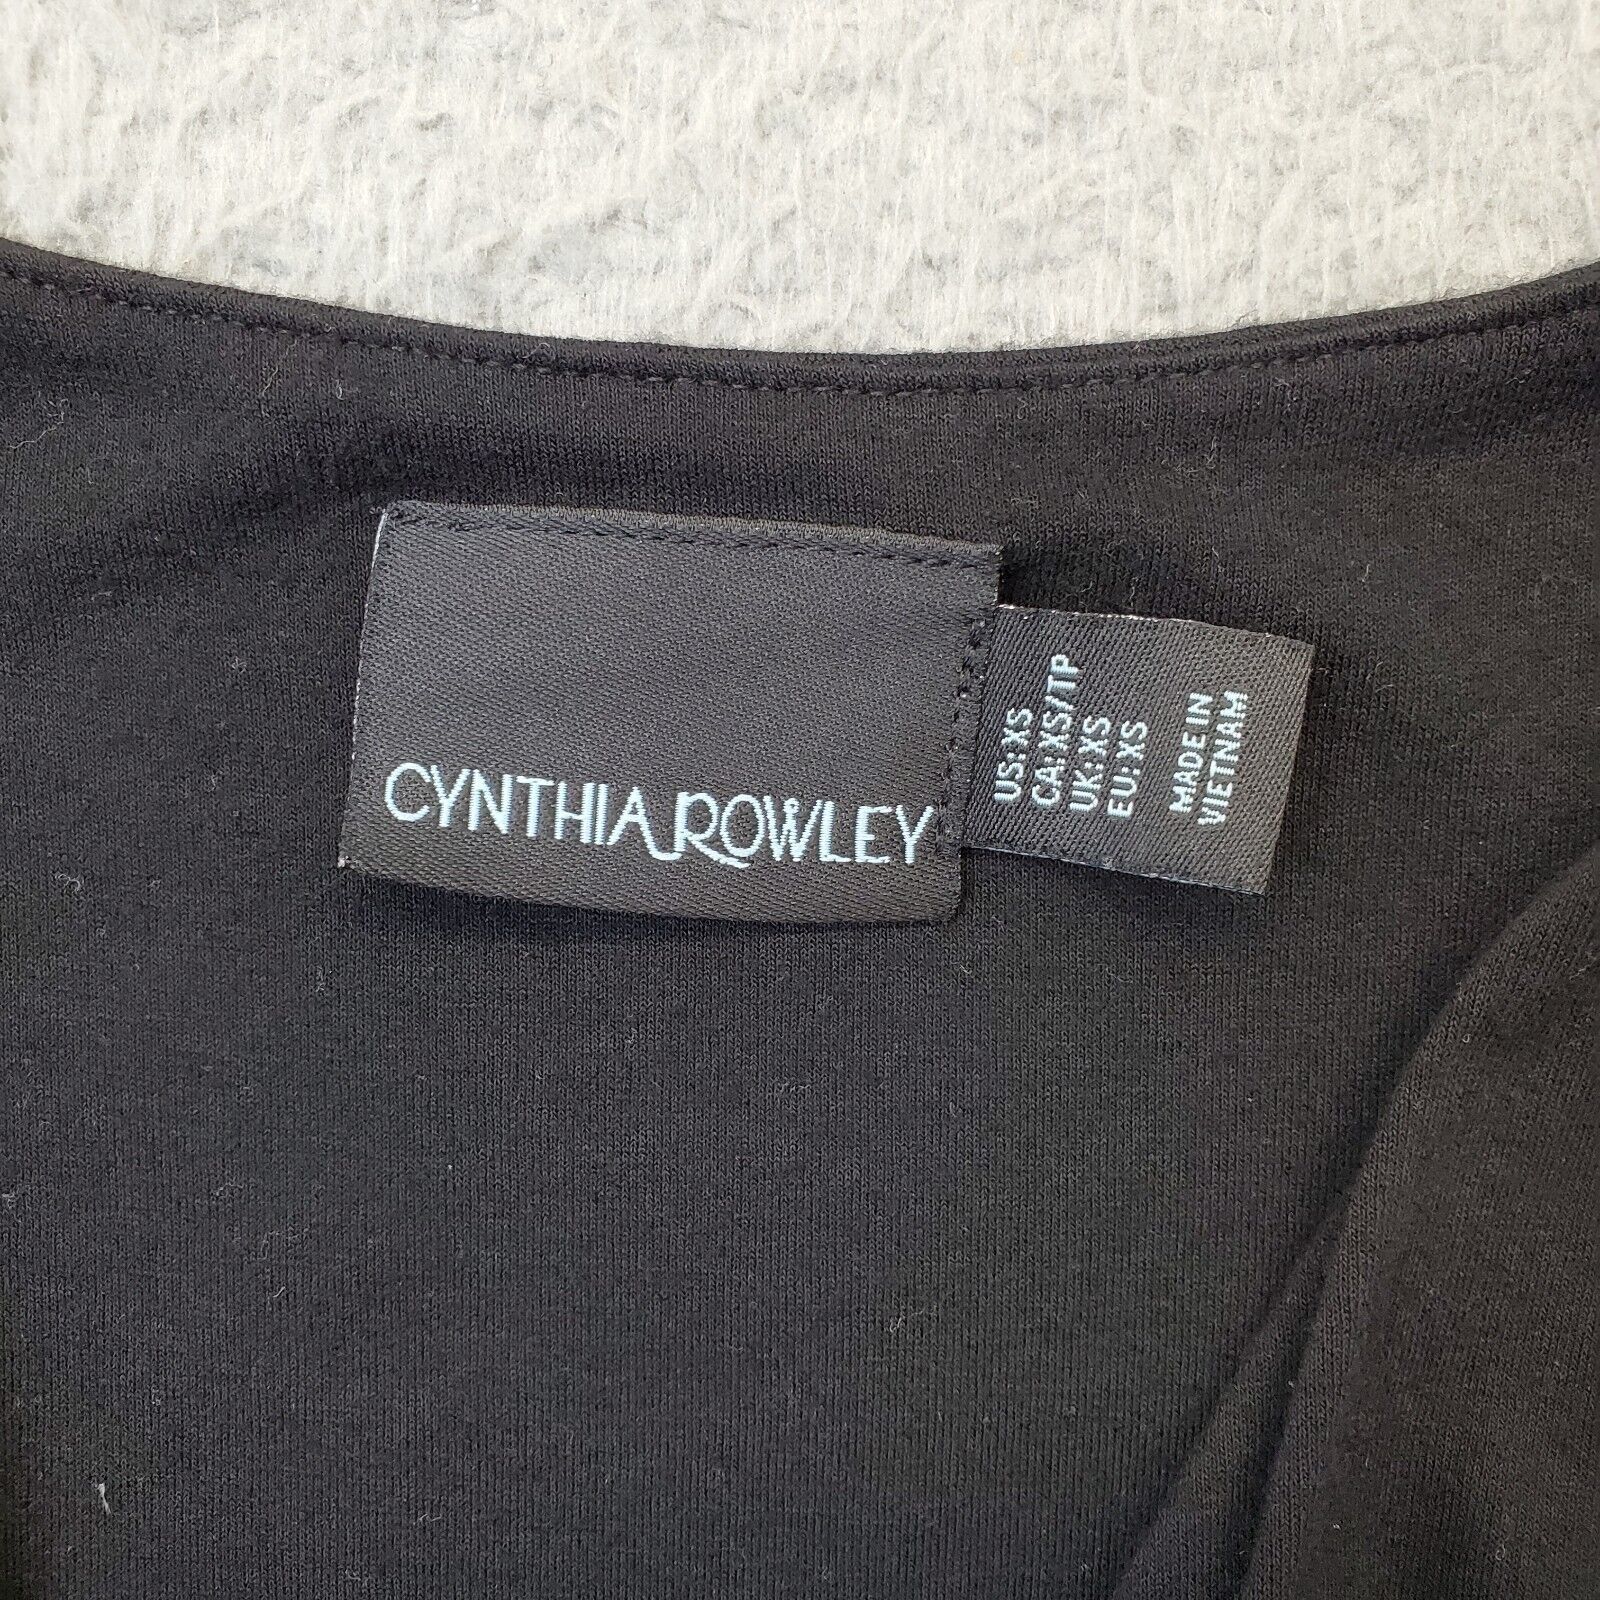 CYNTHIA ROWLEY
US:XS
CA:XS/TP
UK:XS
EU:XS
MADE IN
VIETNAM